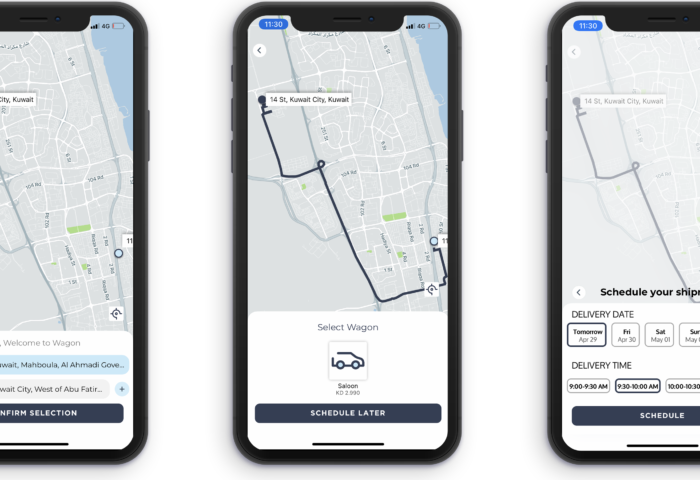 4G
City, Kuwait
11
, Welcome to Wagon
uwait, Mahboula, Al Ahmadi Gove...
wait City, West of Abu Fatir...
+
NFIRM SELECTION
11:30
4G
14 St, Kuwait City, Kuwait
104 Rd
104 Rd
11
Select Wagon
Saloon
KD 2.990
SCHEDULE LATER
11:30
14 St, Kuwait City, Kuwait
104 Rd
Schedule your shipm
DELIVERY DATE
Tomorrow
Apr 29
Fri
Apr 30
Sat
May 01
Sun
May
DELIVERY TIME
9:00-9:30 AM
9:30-10:00 AM
10:00-10:30
SCHEDULE